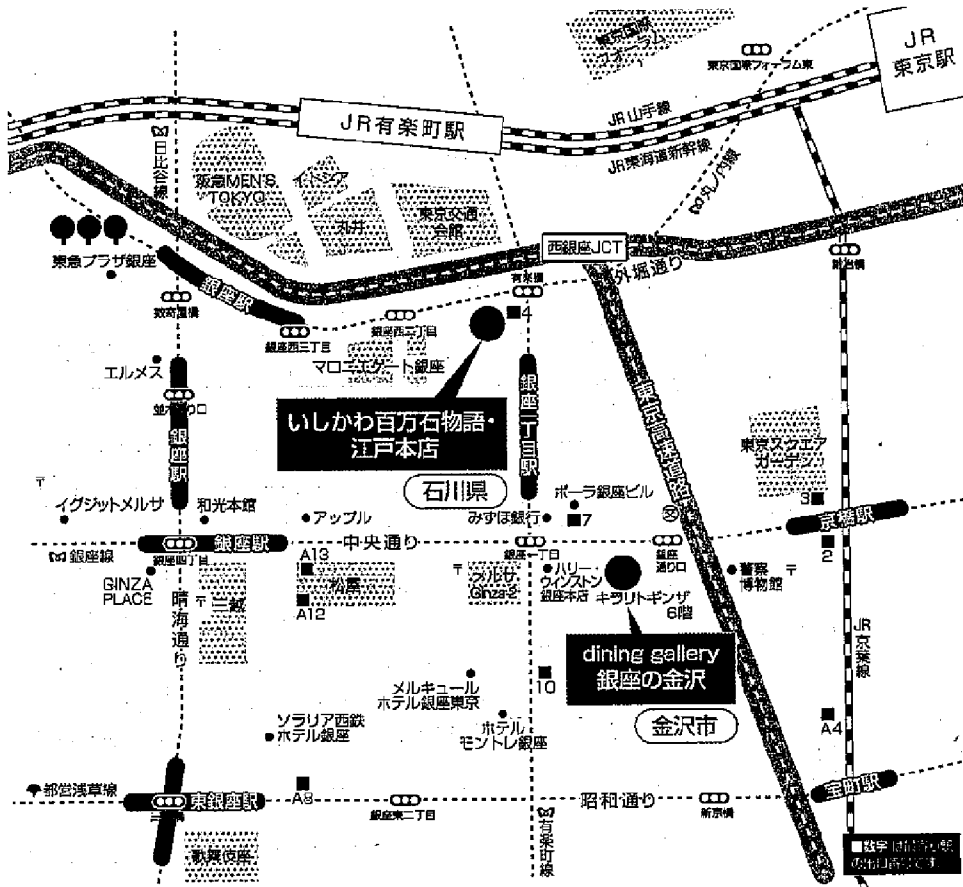 東京国際
フォーラム
東京国際フォーラム東
JR
東京駅
JR山手線
JR有楽町駅
JR東海道新幹線
日比谷線
阪急MEN'S
TOKYO
イトシア
丸井
東京交通
会館
西銀座JCT
外堀通り
鍛冶橋
東急プラザ銀座
銀座駅
数寄屋橋
有楽橋
4
銀座西二丁目
銀座西三丁目
マロニエゲート銀座
エルメス
銀座駅
いしかわ百万石物語・
江戸本店
石川県
銀座一丁目駅
東京高速道路
東京スクエア
ガーデン
3
京橋駅
2
イグジットメルサ
和光本館
アップル
みずほ銀行
ポーラ銀座ビル
7
銀座線
銀座駅
銀座四丁目
中央通り
銀座一丁目
銀座
通り口
GINZA
PLACE
晴海通り
三越
A13
松屋
A12
メルサ
Ginza-2
ハリー・
ウィンストン
銀座本店
キラリトギンザ
6階
警察
博物館
JR京葉線
dining gallery
銀座の金沢
金沢市
10
メルキュール
ホテル銀座東京
ホテル
モントレ銀座
A4
ソラリア西鉄
ホテル銀座
A8
都営浅草線
東銀座駅
銀座東二丁目
昭和通り
新京橋
宝町駅
有楽町線
歌舞伎座